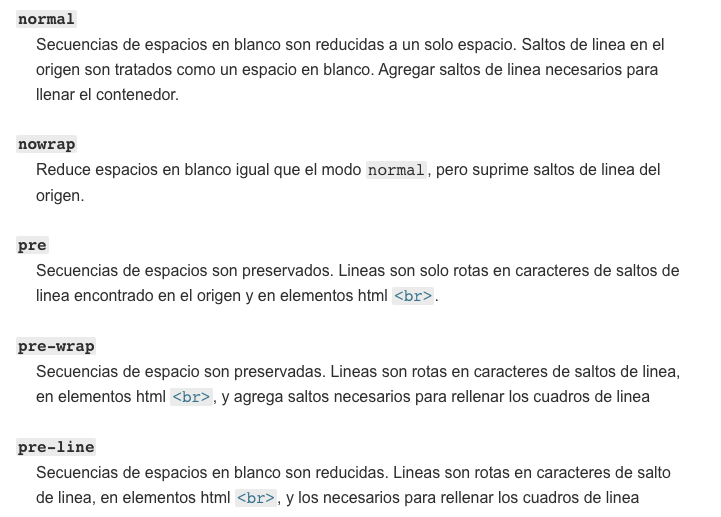 normal
Secuencias de espacios en blanco son reducidas a un solo espacio. Saltos de linea en el
origen son tratados como un espacio en blanco. Agregar saltos de linea necesarios para
llenar el contenedor.
nowrap
Reduce espacios en blanco igual que el modo normal, pero suprime saltos de linea del
origen.
pre
Secuencias de espacios son preservados. Lineas son solo rotas en caracteres de saltos de
linea encontrado en el origen y en elementos html <br>.
pre-wrap
Secuencias de espacio son preservadas. Lineas son rotas en caracteres de saltos de linea,
en elementos html <br>, y agrega saltos necesarios para rellenar los cuadros de linea
pre-line
Secuencias de espacios en blanco son reducidas. Lineas son rotas en caracteres de salto
de linea, en elementos html <br>, y los necesarios para rellenar los cuadros de linea